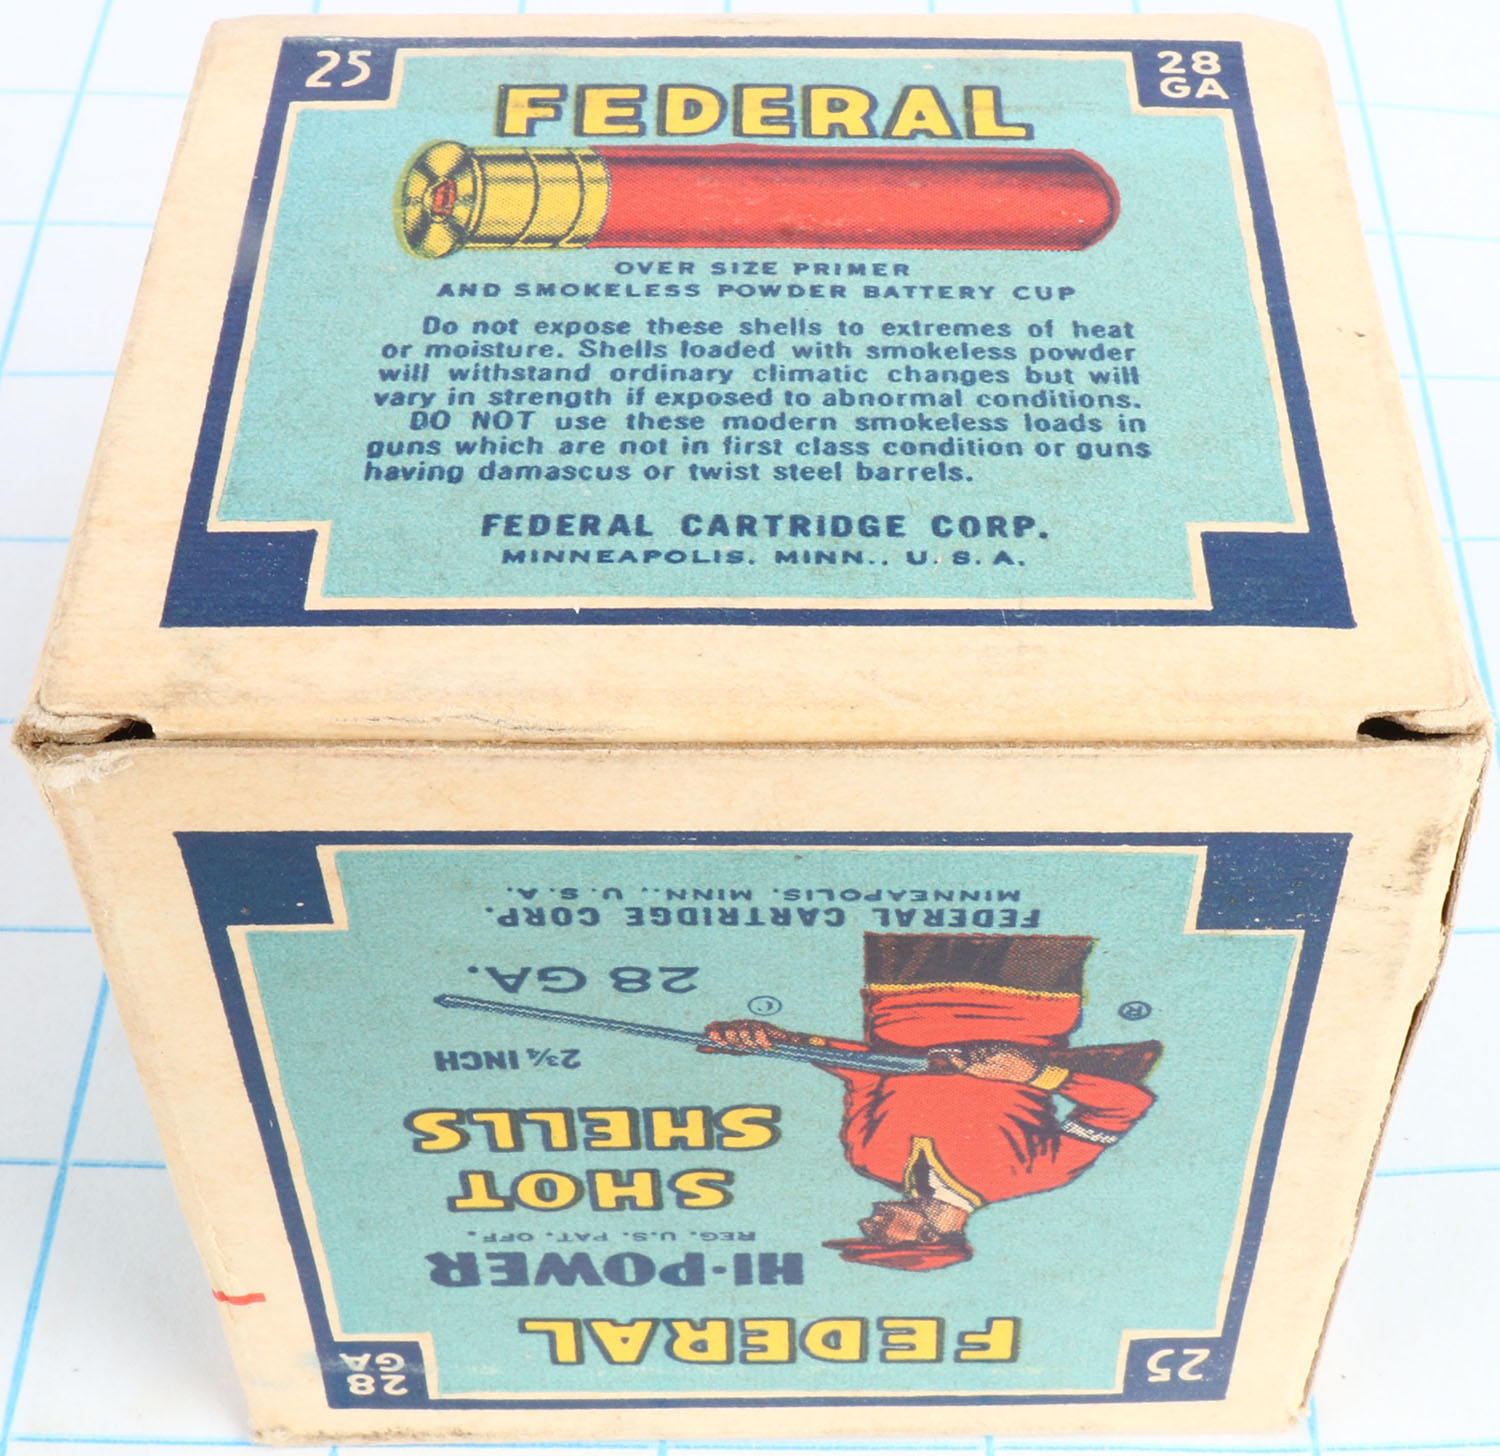 25
28
GA
FEDERAL
OVER SIZE PRIMER
AND SMOKELESS POWDER BATTERY CUP
Do not expose these shells to extremes of heat
or moisture. Shells loaded with smokeless powder
will withstand ordinary climatic changes but will
vary in strength if exposed to abnormal conditions.
DO NOT use these modern smokeless loads in
guns which are not in first class condition or guns
having damascus or twist steel barrels.
FEDERAL CARTRIDGE CORP.
MINNEAPOLIS, MINN., U. S. A.
25
28
GA
FEDERAL
HI-POWER
REG. U.S. PAT. OFF.
SHOT
SHELLS
2¾ INCH
28 GA.
®
©
FEDERAL CARTRIDGE CORP.
MINNEAPOLIS, MINN., U.S.A.